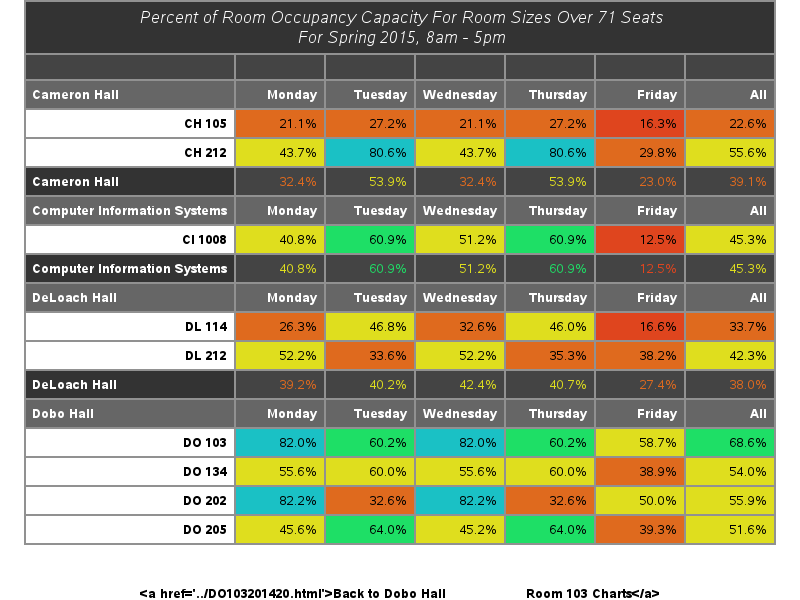 Percent of Room Occupancy Capacity For Room Sizes Over 71 Seats
For Spring 2015, 8am - 5pm
Cameron Hall Monday Tuesday Wednesday Thursday Friday All
CH 105 21.1% 27.2% 21.1% 27.2% 16.3% 22.6%
CH 212 43.7% 80.6% 43.7% 80.6% 29.8% 55.6%
Cameron Hall 32.4% 53.9% 32.4% 53.9% 23.0% 39.1%
Computer Information Systems Monday Tuesday Wednesday Thursday Friday All
CI 1008 40.8% 60.9% 51.2% 60.9% 12.5% 45.3%
Computer Information Systems 40.8% 60.9% 51.2% 60.9% 12.5% 45.3%
DeLoach Hall Monday Tuesday Wednesday Thursday Friday All
DL 114 26.3% 46.8% 32.6% 46.0% 16.6% 33.7%
DL 212 52.2% 33.6% 52.2% 35.3% 38.2% 42.3%
DeLoach Hall 39.2% 40.2% 42.4% 40.7% 27.4% 38.0%
Dobo Hall Monday Tuesday Wednesday Thursday Friday All
DO 103 82.0% 60.2% 82.0% 60.2% 58.7% 68.6%
DO 134 55.6% 60.0% 55.6% 60.0% 38.9% 54.0%
DO 202 82.2% 32.6% 82.2% 32.6% 50.0% 55.9%
DO 205 45.6% 64.0% 45.2% 64.0% 39.3% 51.6%
<a href='../DO103201420.html'>Back to Dobo Hall Room 103 Charts</a>